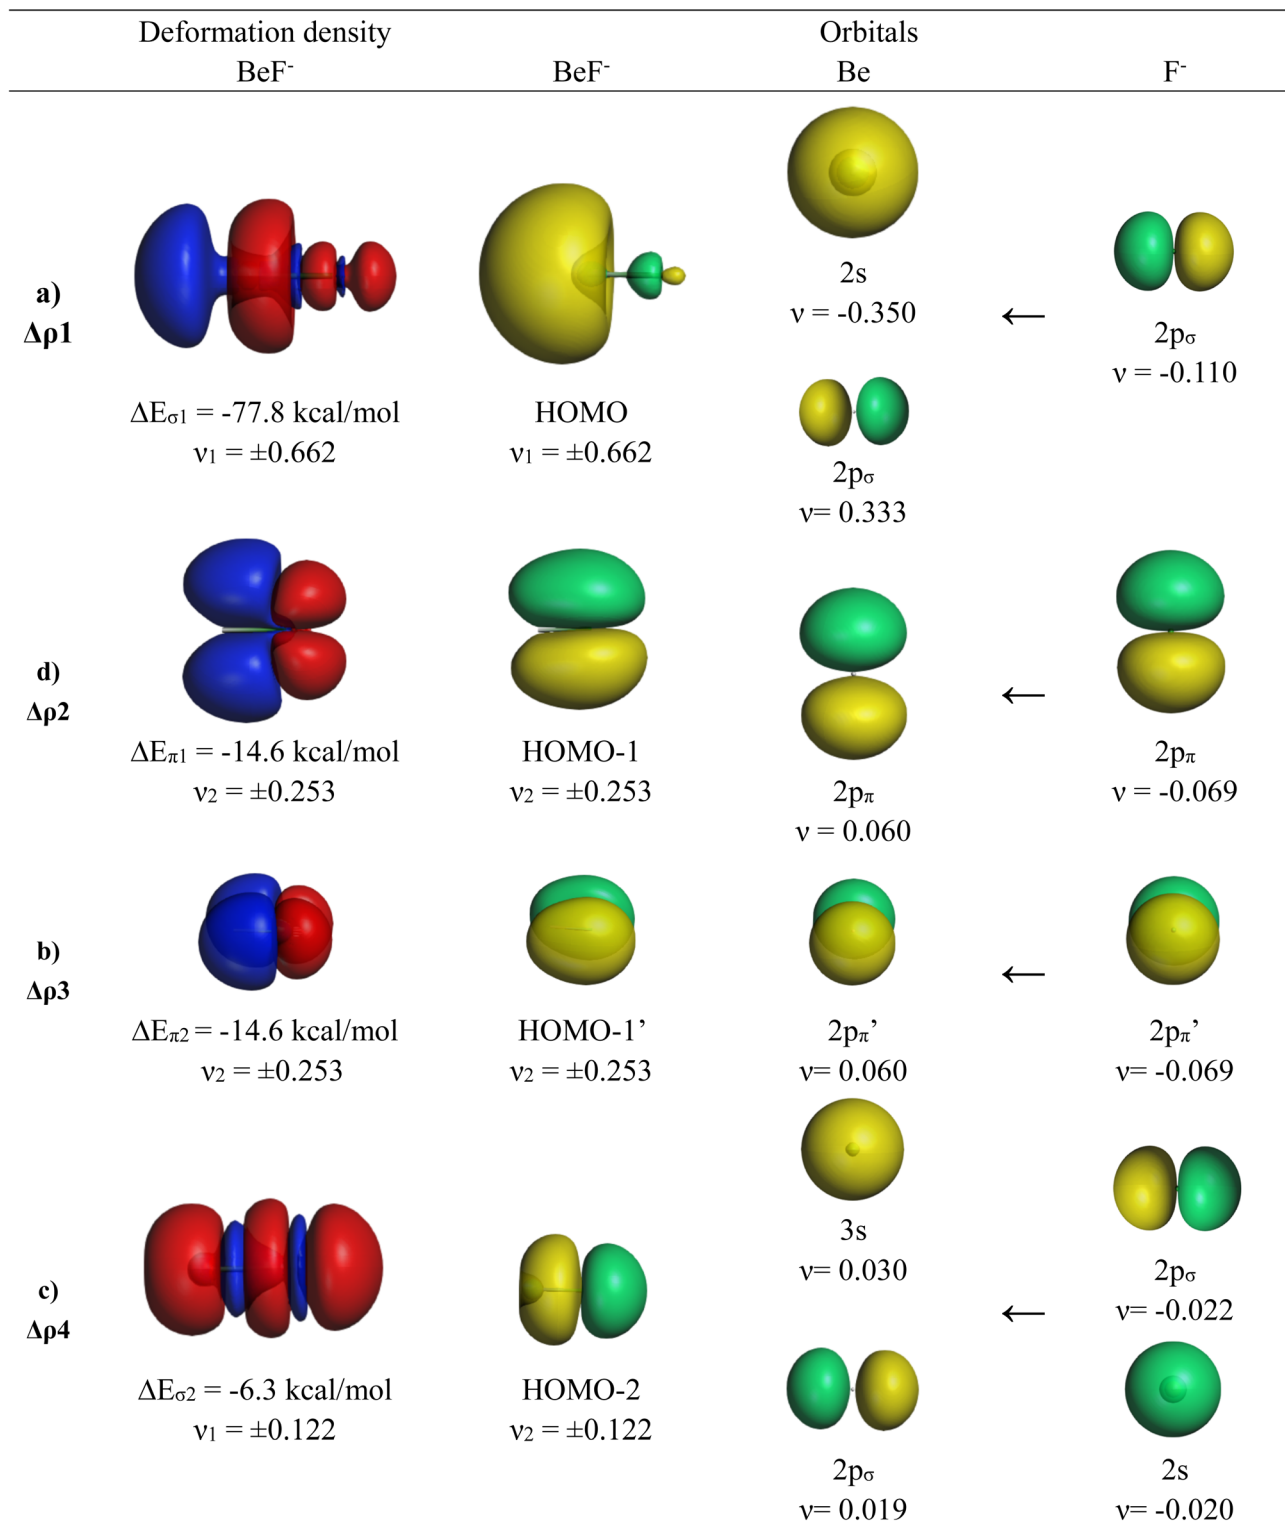 Deformation density Orbitals
BeF- BeF- Be F-
2s
ν = -0.350
2pσ
ν = -0.110
←
a)
Δρ1
ΔEσ1 = -77.8 kcal/mol HOMO
ν1 = ±0.662 ν1 = ±0.662
2pσ
ν= 0.333
d)
Δρ2
←
ΔEπ1 = -14.6 kcal/mol HOMO-1 2pπ
ν2 = ±0.253 ν2 = ±0.253 ν = -0.069
2pπ
ν = 0.060
b)
Δρ3
←
ΔEπ2 = -14.6 kcal/mol HOMO-1’ 2pπ’ 2pπ’
ν2 = ±0.253 ν2 = ±0.253 ν= 0.060 ν= -0.069
3s
ν= 0.030
2pσ
ν= -0.022
←
c)
Δρ4
ΔEσ2 = -6.3 kcal/mol HOMO-2
ν1 = ±0.122 ν2 = ±0.122
2pσ 2s
ν= 0.019 ν= -0.020